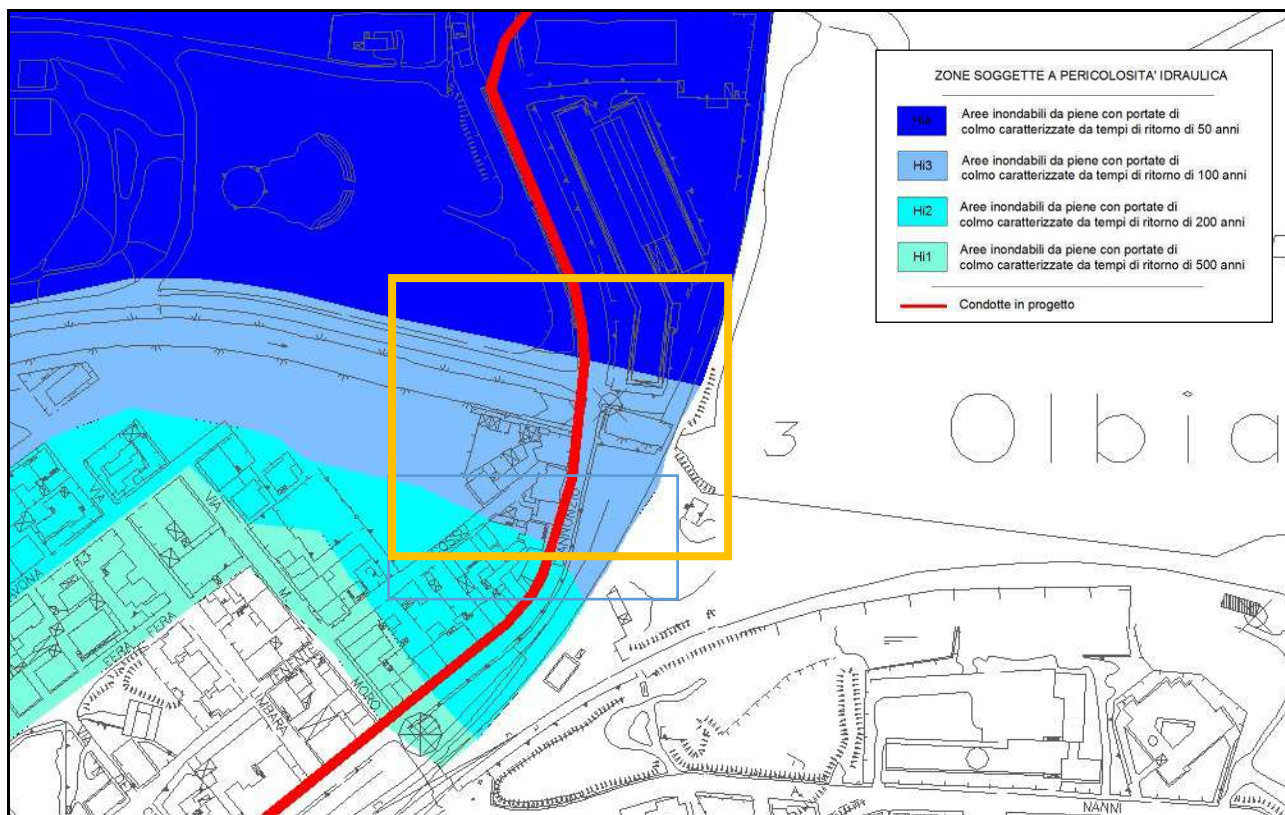 ZONE SOGGETTE A PERICOLOSITA' IDRAULICA
Hi4
Aree inondabili da piene con portate di
colmo caratterizzate da tempi di ritorno di 50 anni
Hi3
Aree inondabili da piene con portate di
colmo caratterizzate da tempi di ritorno di 100 anni
Hi2
Aree inondabili da piene con portate di
colmo caratterizzate da tempi di ritorno di 200 anni
Hi1
Aree inondabili da piene con portate di
colmo caratterizzate da tempi di ritorno di 500 anni
Condotte in progetto
3
Olbia
VIA
FERA
FERA
MORO
NANNI